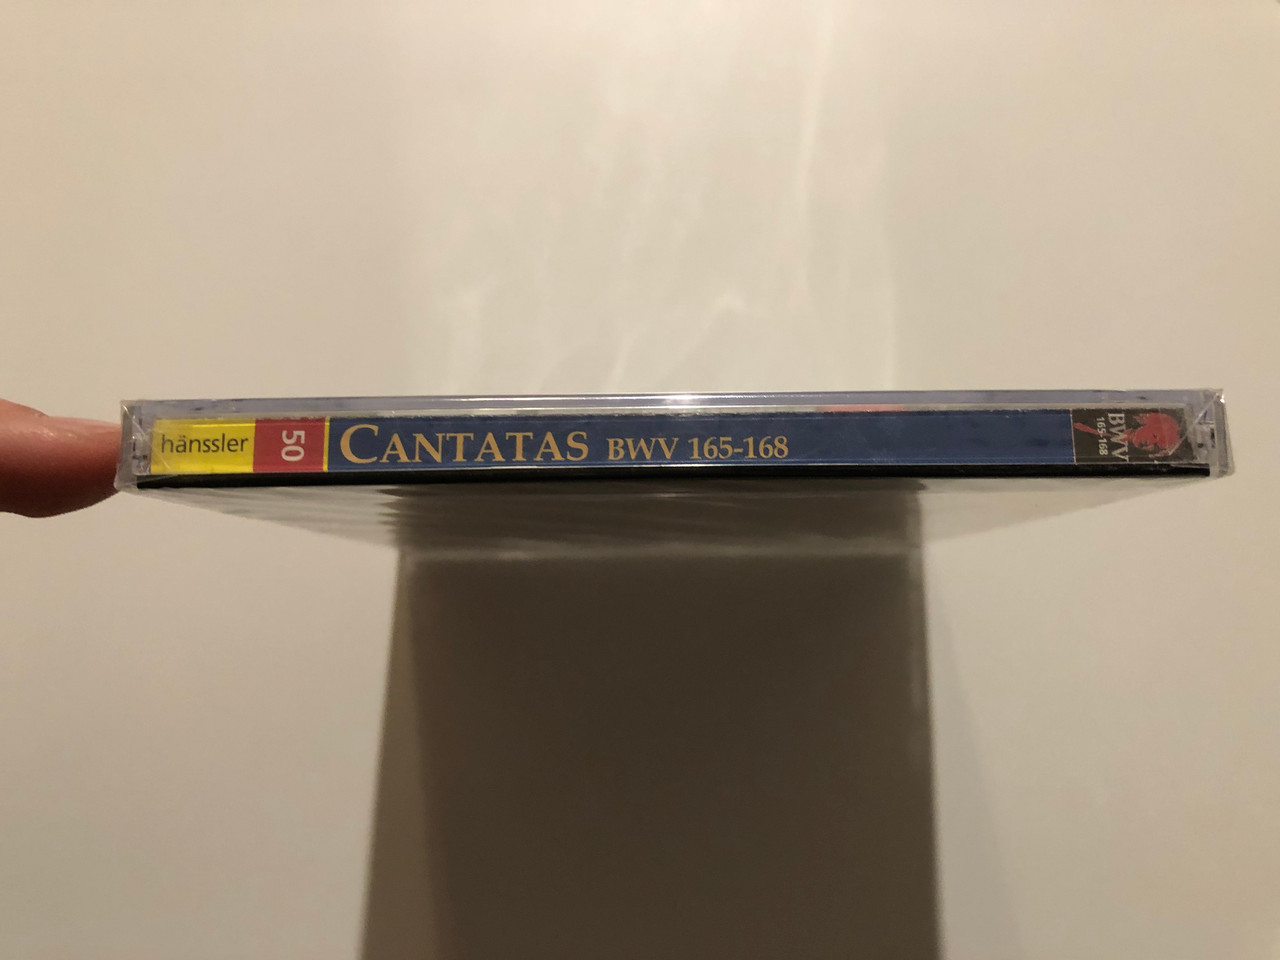 hänssler
50
CANTATAS BWV 165-168
BWV
165-168